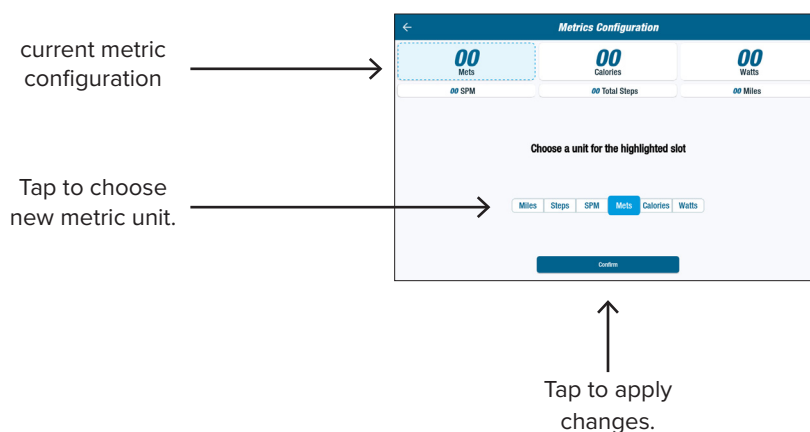 current metric
configuration
Metrics Configuration
00 00 00
Mets Calories Watts
00 SPM 00 Total Steps 00 Miles
Choose a unit for the highlighted slot
Tap to choose
new metric unit.
Miles Steps SPM Mets Calories Watts
Confirm
Tap to apply
changes.